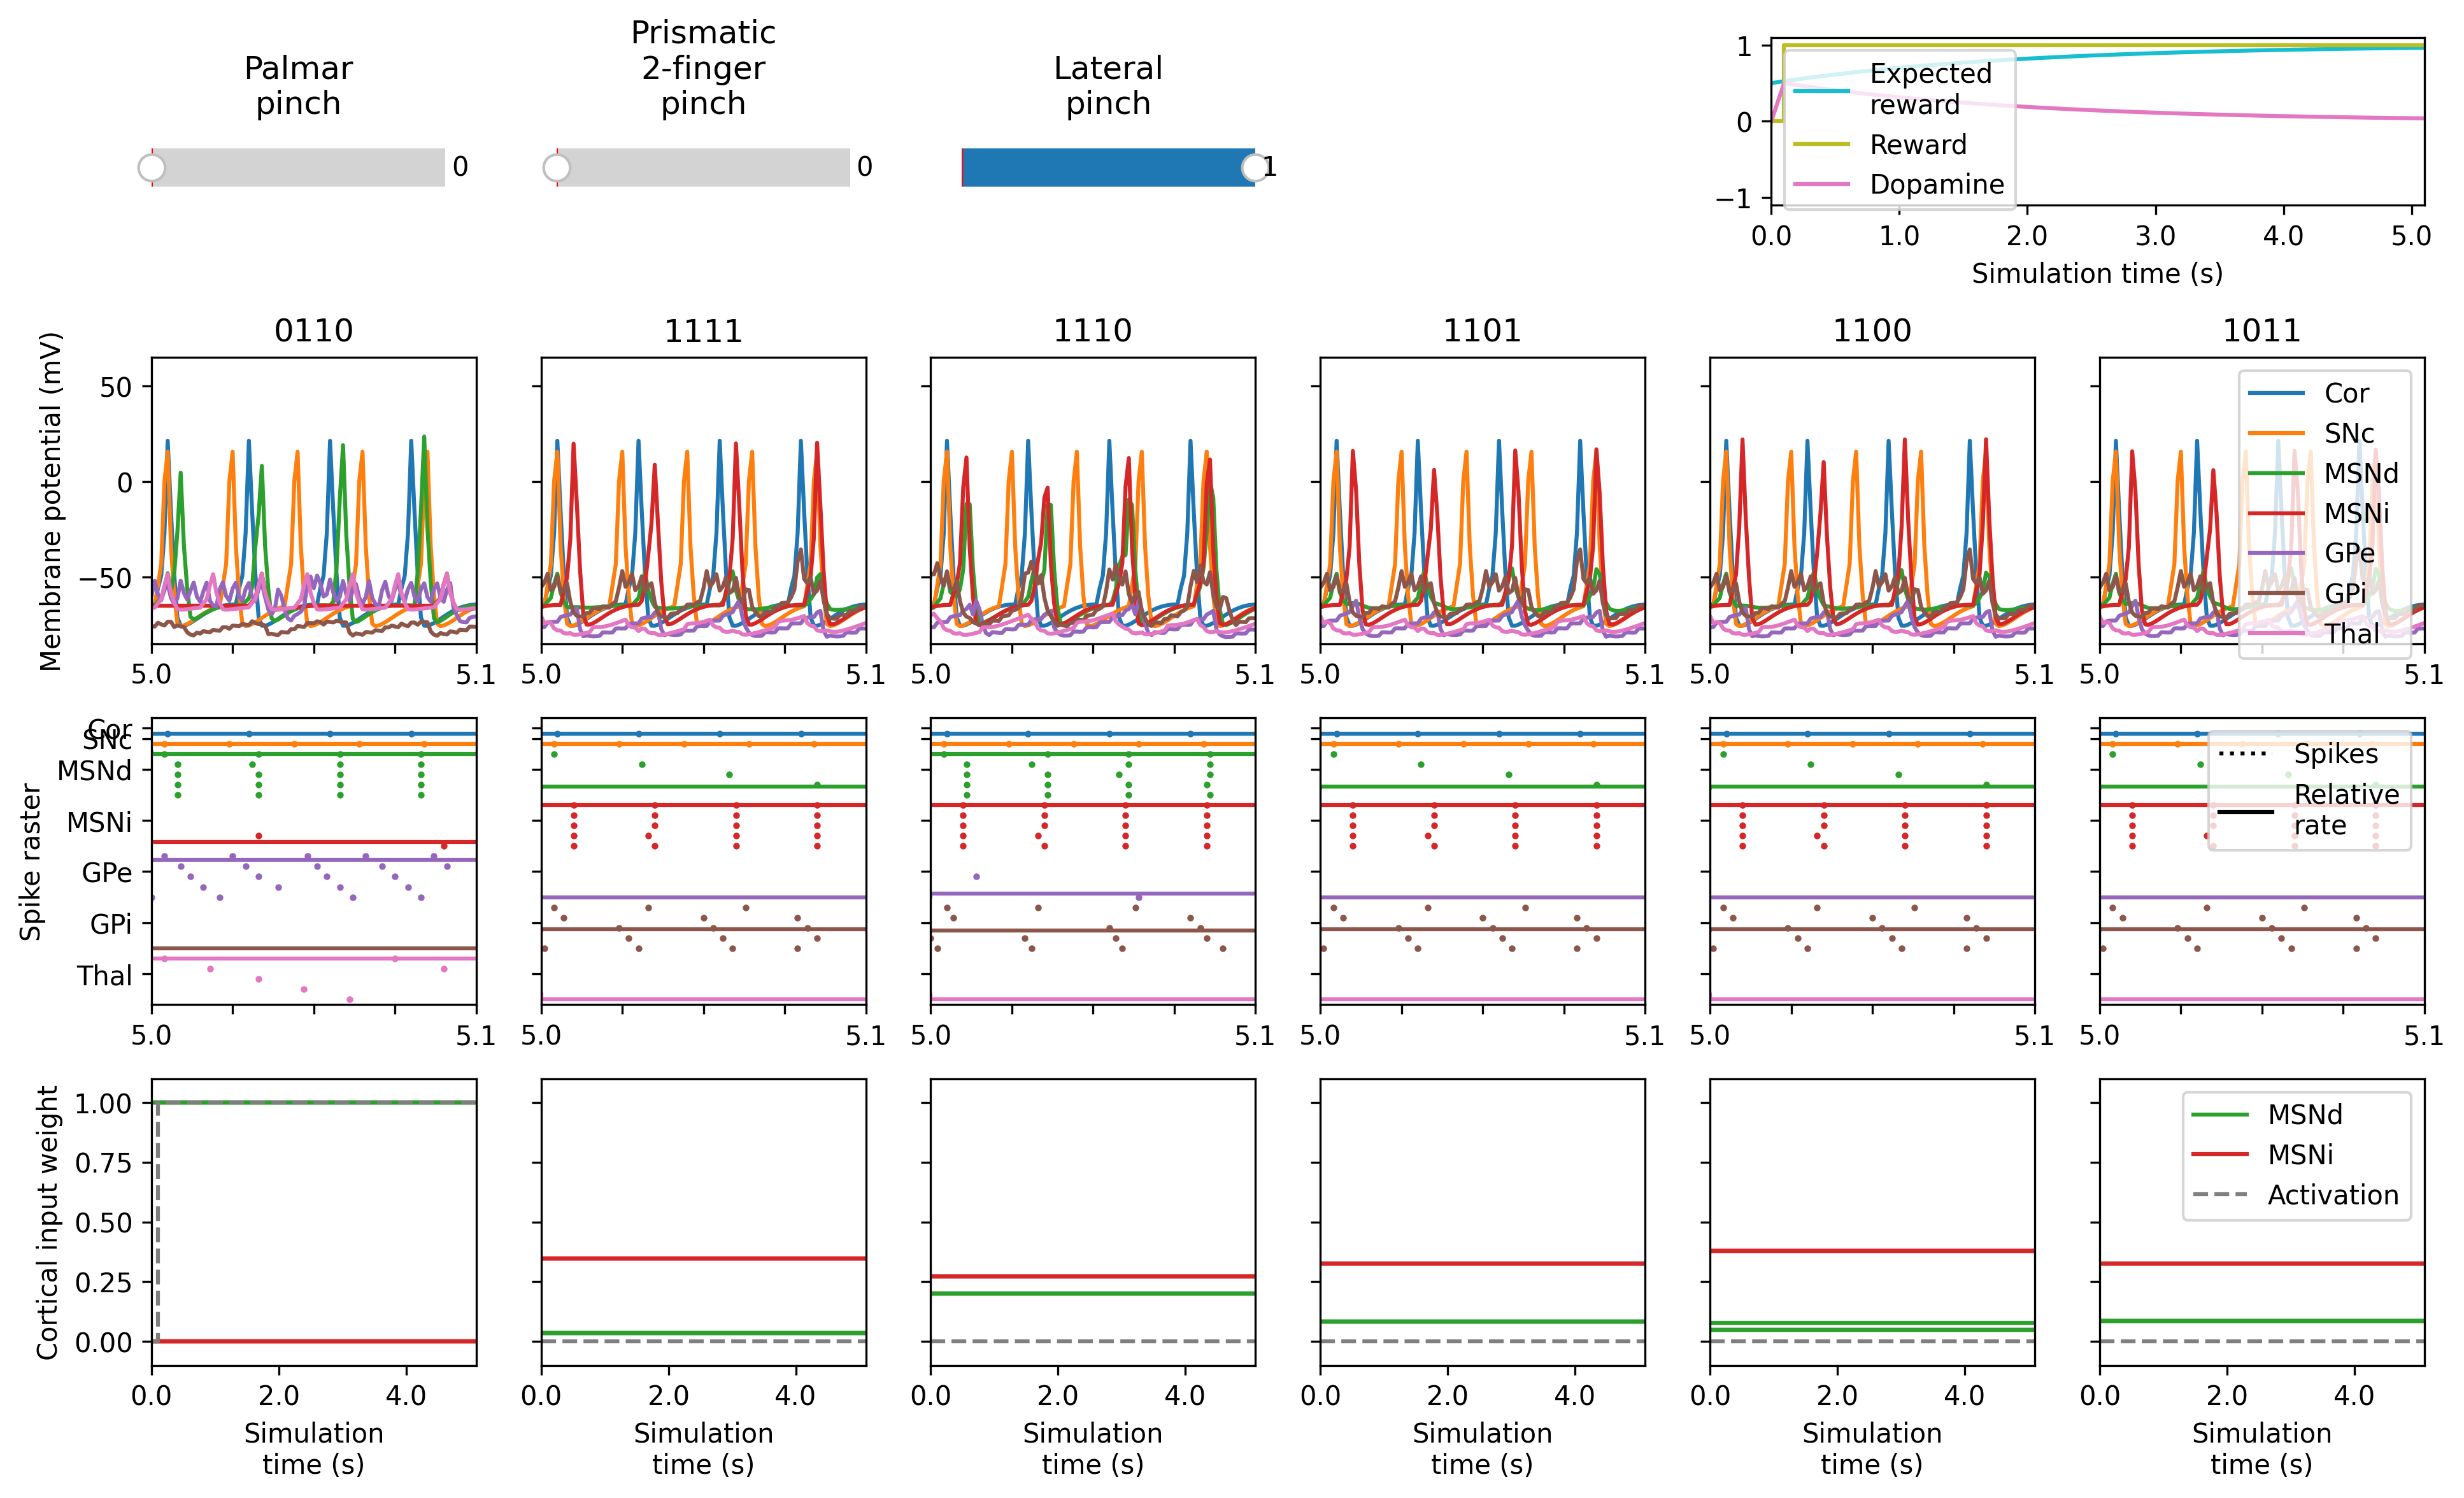 Palmar
pinch
0
Prismatic
2-finger
pinch
0
Lateral
pinch
1
1
0
−1
Expected
reward
Reward
Dopamine
0.0 1.0 2.0 3.0 4.0 5.0
Simulation time (s)
0110 1111 1110 1101 1100 1011
Membrane potential (mV)
50
0
−50
Cor
SNc
MSNd
MSNi
GPe
GPi
Thal
5.0 5.1 5.0 5.1 5.0 5.1 5.0 5.1 5.0 5.1 5.0 5.1
Spike raster
Cor
SNc
MSNd
MSNi
GPe
GPi
Thal
Spikes
Relative
rate
5.0 5.1 5.0 5.1 5.0 5.1 5.0 5.1 5.0 5.1 5.0 5.1
Cortical input weight
1.00
0.75
0.50
0.25
0.00
MSNd
MSNi
Activation
0.0 2.0 4.0 0.0 2.0 4.0 0.0 2.0 4.0 0.0 2.0 4.0 0.0 2.0 4.0 0.0 2.0 4.0
Simulation
time (s)
Simulation
time (s)
Simulation
time (s)
Simulation
time (s)
Simulation
time (s)
Simulation
time (s)